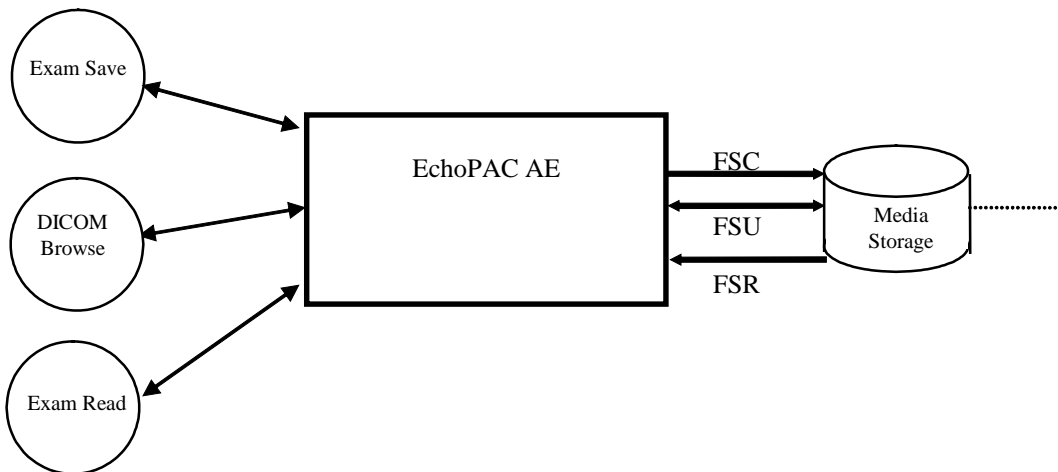 Exam Save
DICOM
Browse
Exam Read
EchoPAC AE
FSC
FSU
FSR
Media
Storage